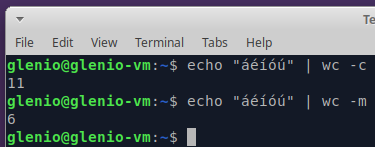 Te
File Edit View Terminal Tabs Help
glenio@glenio-vm:~$ echo "áéíóú" | wc -c
11
glenio@glenio-vm:~$ echo "áéíóú" | wc -m
6
glenio@glenio-vm:~$